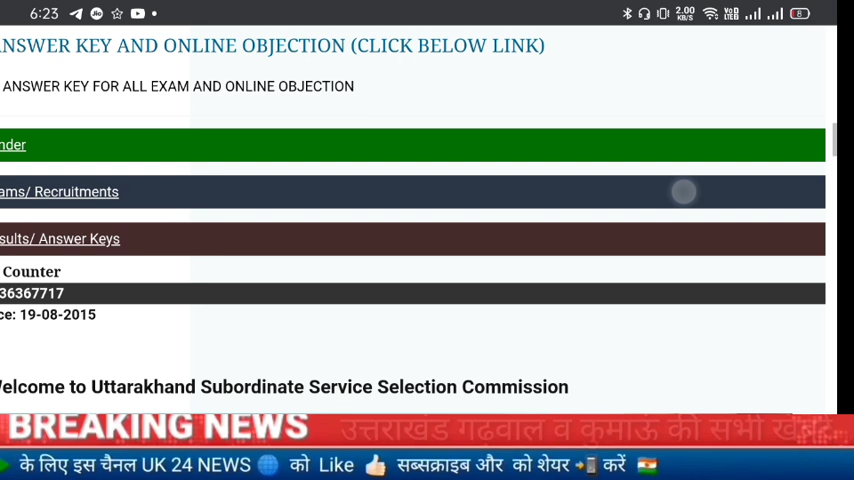 6:23
2.00 KB/S
8
ANSWER KEY AND ONLINE OBJECTION (CLICK BELOW LINK)
ANSWER KEY FOR ALL EXAM AND ONLINE OBJECTION
nder
ams/ Recruitments
sults/ Answer Keys
Counter
36367717
ce: 19-08-2015
Welcome to Uttarakhand Subordinate Service Selection Commission
BREAKING NEWS उत्तराखंड गढ़वाल व कुमाऊं की सभी खबर
के लिए इस चैनल UK 24 NEWS 🌐 को Like 👍🏻 सब्सक्राइब और को शेयर 📲 करें 🇮🇳